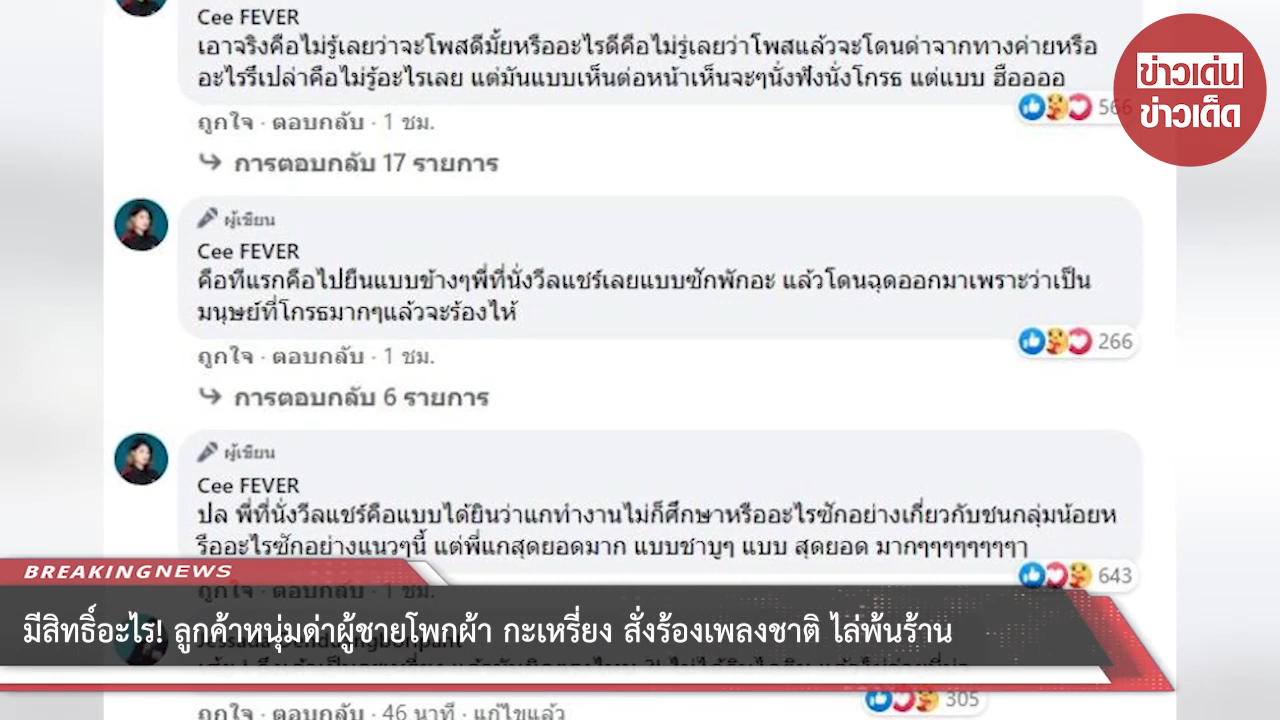 Cee FEVER
เอาจริงคือไม่รู้เลยว่าจะโพสดีมั้ยหรืออะไรดีคือไม่รู่เลยว่าโพสแล้วจะโดนด่าจากทางค่ายหรือ
อะไรรึเปล่าคือไม่รู้อะไรเลย แต่มันแบบเห็นต่อหน้าเห็นจะๆนั่งฟังนั่งโกรธ แต่แบบ ฮืออออ
566
ถูกใจ · ตอบกลับ · 1 ชม.
การตอบกลับ 17 รายการ
ข่าวเด่น
ข่าวเด็ด
ผู้เขียน
Cee FEVER
คือทีแรกคือไปยืนแบบข้างๆพี่ที่นั่งวีลแชร์เลยแบบซักพักอะ แล้วโดนฉุดออกมาเพราะว่าเป็น
มนุษย์ที่โกรธมากๆแล้วจะร้องไห้
266
ถูกใจ · ตอบกลับ · 1 ชม.
การตอบกลับ 6 รายการ
ผู้เขียน
Cee FEVER
ปล พี่ที่นั่งวีลแชร์คือแบบได้ยินว่าแกทำงานไม่ก็ศึกษาหรืออะไรซักอย่างเกี่ยวกับชนกลุ่มน้อยห
รืออะไรซักอย่างแนวๆนี้ แต่พี่แกสุดยอดมาก แบบชาบูๆ แบบ สุดยอด มากๆๆๆๆๆๆๆๆๆ
643
ถูกใจ · ตอบกลับ · 1 ชม.
BREAKINGNEWS
มีสิทธิ์อะไร! ลูกค้าหนุ่มด่าผู้ชายโพกผ้า กะเหรี่ยง สั่งร้องเพลงชาติ ไล่พ้นร้าน
305
ถูกใจ · ตอบกลับ · 46 นาที · แก้ไขแล้ว